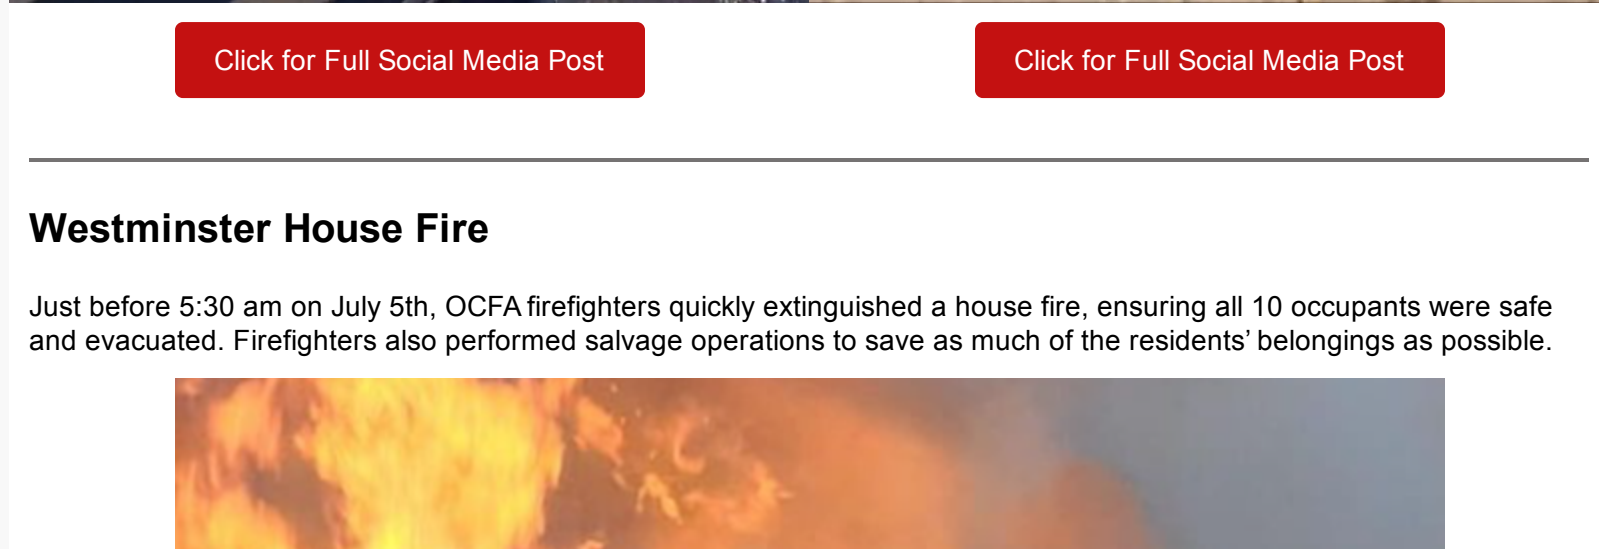 Click for Full Social Media Post
Click for Full Social Media Post
Westminster House Fire
Just before 5:30 am on July 5th, OCFA firefighters quickly extinguished a house fire, ensuring all 10 occupants were safe
and evacuated. Firefighters also performed salvage operations to save as much of the residents’ belongings as possible.